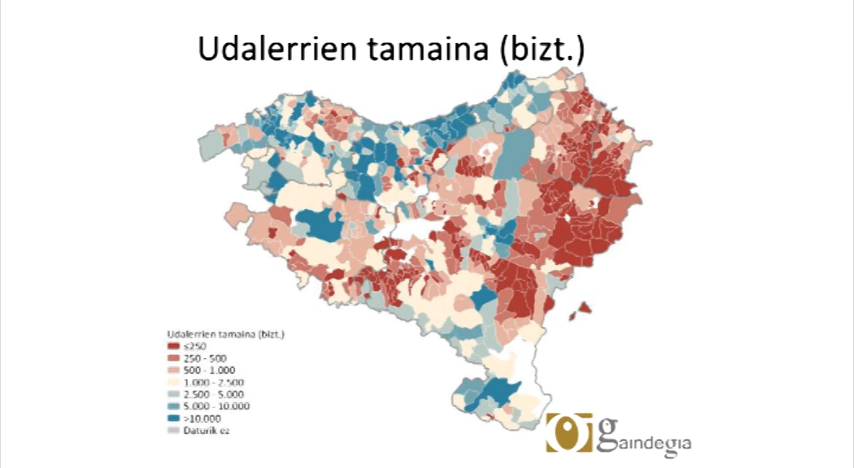 Udalerrien tamaina (bizt.)
Udalerrien tamaina (bizt.)
≤250
250 - 500
500 - 1.000
1.000 - 2.500
2.500 - 5.000
5.000 - 10.000
>10.000
Daturik ez
gaindegia